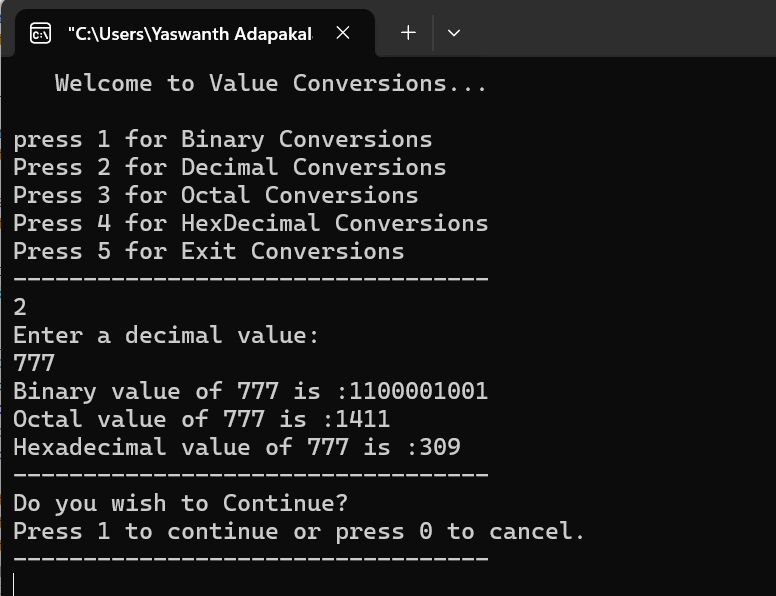 "C:\Users\Yaswanth Adapakal
Welcome to Value Conversions...
press 1 for Binary Conversions
Press 2 for Decimal Conversions
Press 3 for Octal Conversions
Press 4 for HexDecimal Conversions
Press 5 for Exit Conversions
----------------------------------
2
Enter a decimal value:
777
Binary value of 777 is :1100001001
Octal value of 777 is :1411
Hexadecimal value of 777 is :309
----------------------------------
Do you wish to Continue?
Press 1 to continue or press 0 to cancel.
----------------------------------